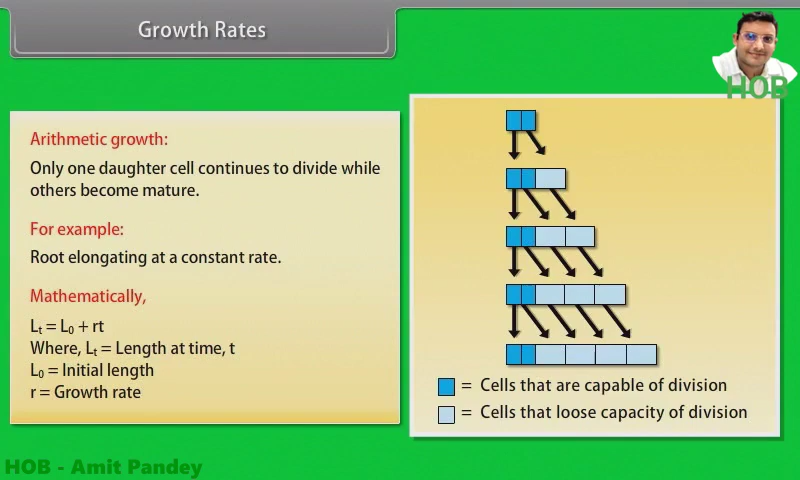 Growth Rates
HOB
Arithmetic growth:
Only one daughter cell continues to divide while
others become mature.
For example:
Root elongating at a constant rate.
Mathematically,
Lₜ = L₀ + rt
Where, Lₜ = Length at time, t
L₀ = Initial length
r = Growth rate
= Cells that are capable of division
= Cells that loose capacity of division
HOB - Amit Pandey